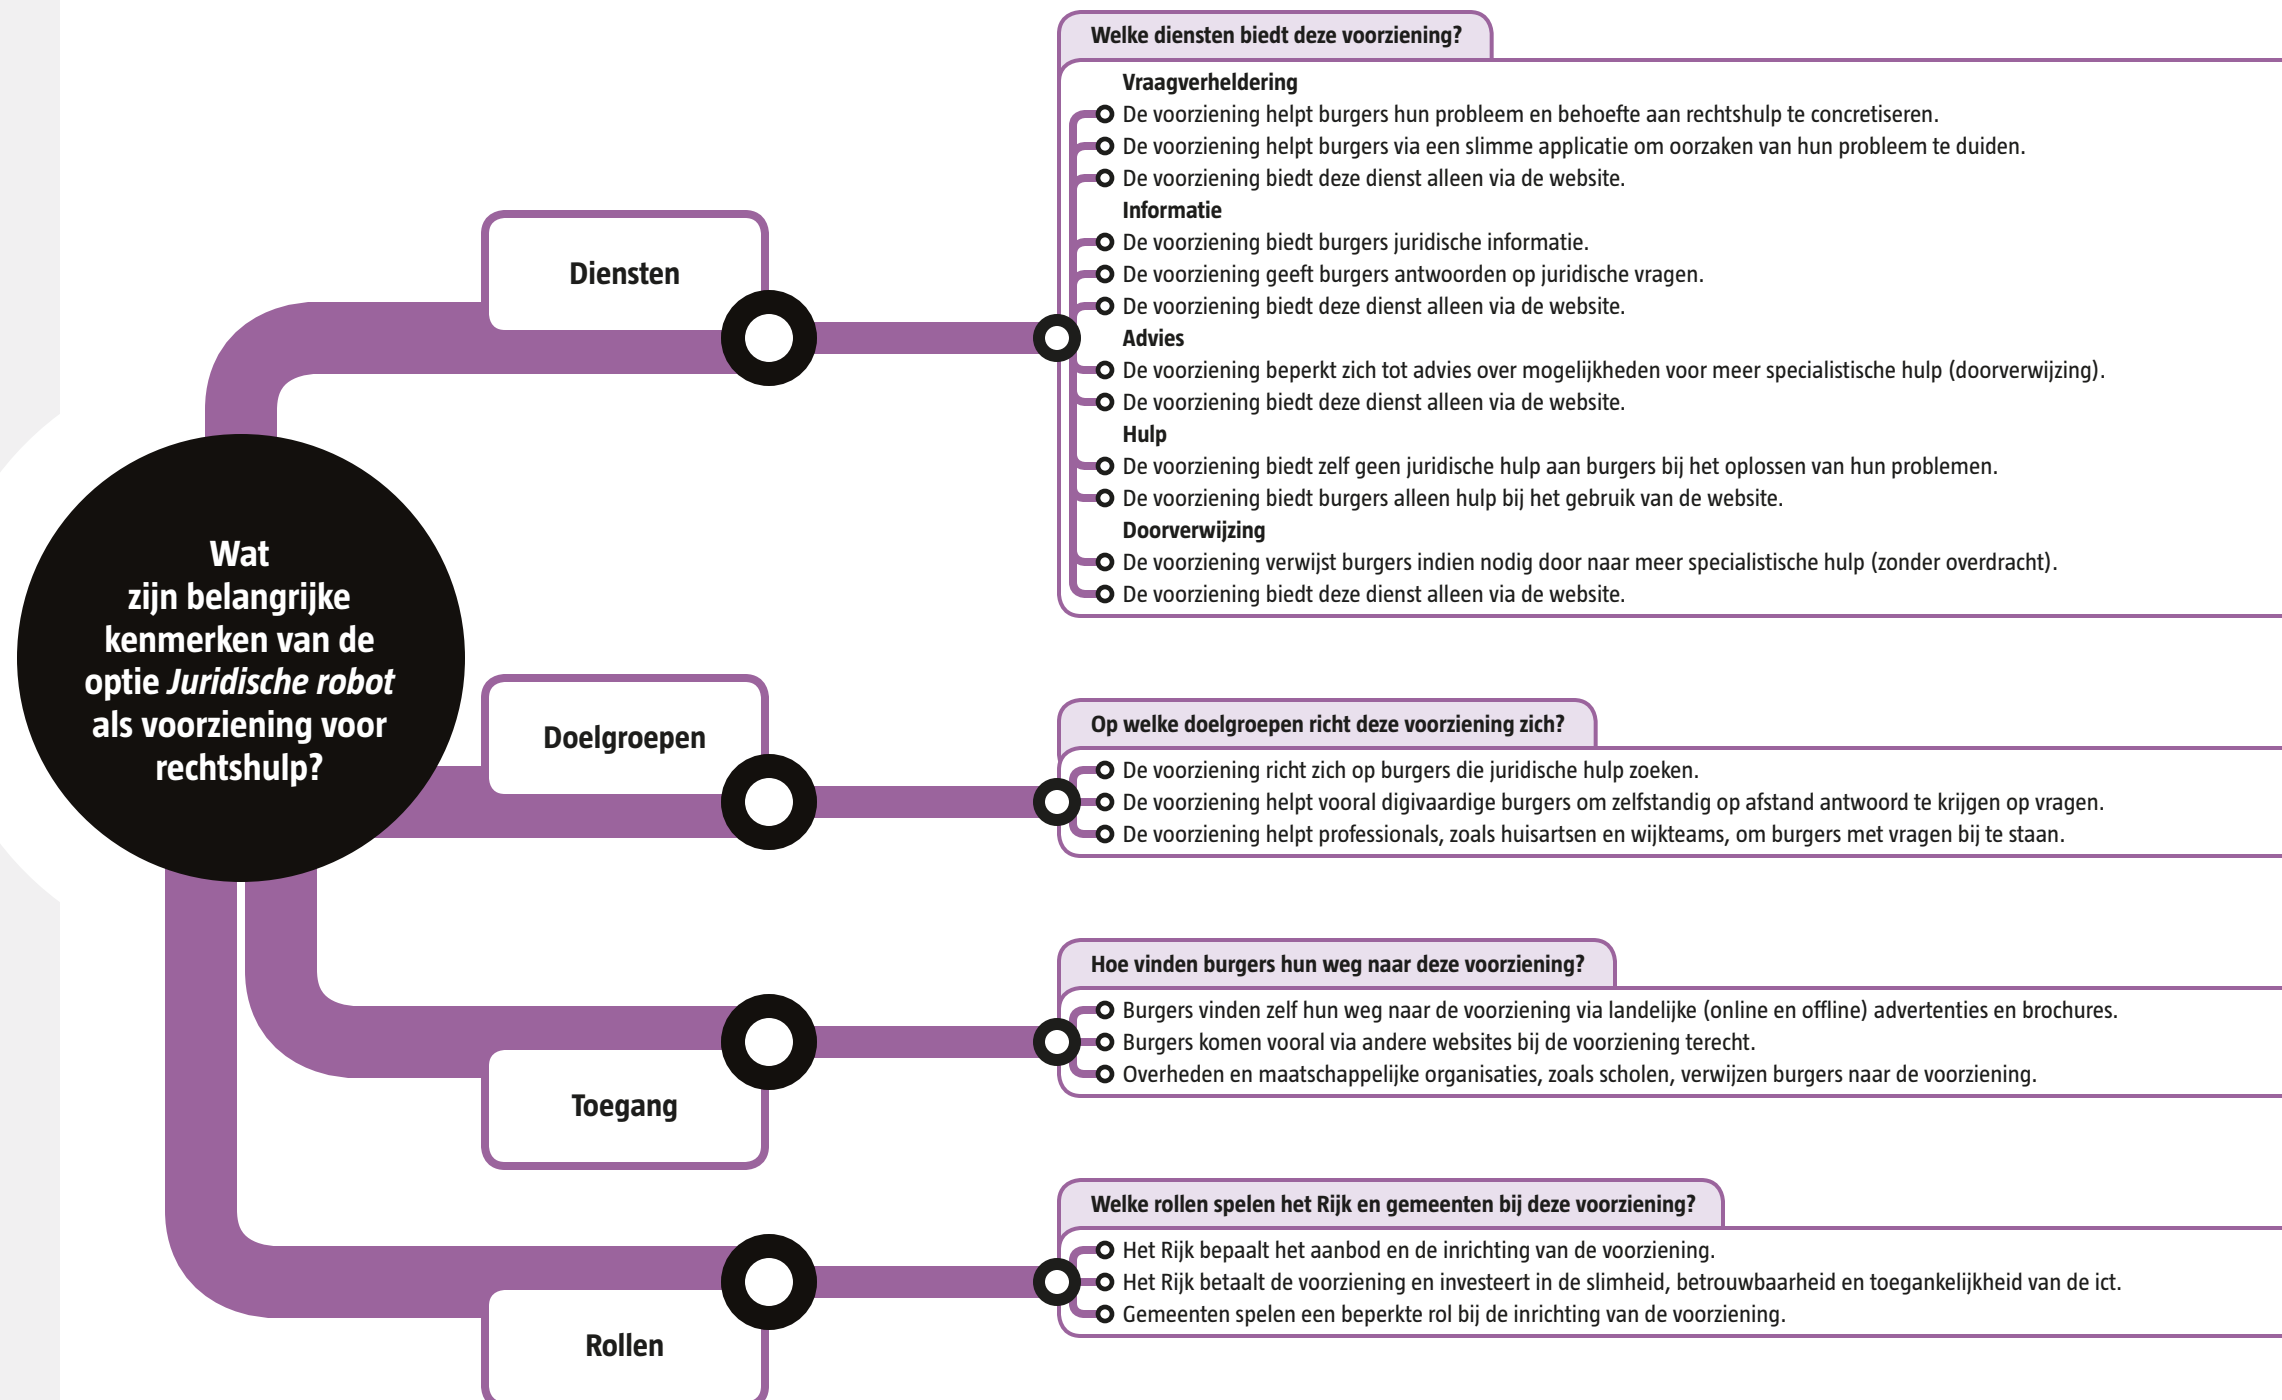 Wat
zijn belangrijke
kenmerken van de
optie Juridische robot
als voorziening voor
rechtshulp?
Diensten
Welke diensten biedt deze voorziening?
Vraagverheldering
De voorziening helpt burgers hun probleem en behoefte aan rechtshulp te concretiseren.
De voorziening helpt burgers via een slimme applicatie om oorzaken van hun probleem te duiden.
De voorziening biedt deze dienst alleen via de website.
Informatie
De voorziening biedt burgers juridische informatie.
De voorziening geeft burgers antwoorden op juridische vragen.
De voorziening biedt deze dienst alleen via de website.
Advies
De voorziening beperkt zich tot advies over mogelijkheden voor meer specialistische hulp (doorverwijzing).
De voorziening biedt deze dienst alleen via de website.
Hulp
De voorziening biedt zelf geen juridische hulp aan burgers bij het oplossen van hun problemen.
De voorziening biedt burgers alleen hulp bij het gebruik van de website.
Doorverwijzing
De voorziening verwijst burgers indien nodig door naar meer specialistische hulp (zonder overdracht).
De voorziening biedt deze dienst alleen via de website.
Doelgroepen
Op welke doelgroepen richt deze voorziening zich?
De voorziening richt zich op burgers die juridische hulp zoeken.
De voorziening helpt vooral digivaardige burgers om zelfstandig op afstand antwoord te krijgen op vragen.
De voorziening helpt professionals, zoals huisartsen en wijkteams, om burgers met vragen bij te staan.
Toegang
Hoe vinden burgers hun weg naar deze voorziening?
Burgers vinden zelf hun weg naar de voorziening via landelijke (online en offline) advertenties en brochures.
Burgers komen vooral via andere websites bij de voorziening terecht.
Overheden en maatschappelijke organisaties, zoals scholen, verwijzen burgers naar de voorziening.
Rollen
Welke rollen spelen het Rijk en gemeenten bij deze voorziening?
Het Rijk bepaalt het aanbod en de inrichting van de voorziening.
Het Rijk betaalt de voorziening en investeert in de slimheid, betrouwbaarheid en toegankelijkheid van de ict.
Gemeenten spelen een beperkte rol bij de inrichting van de voorziening.